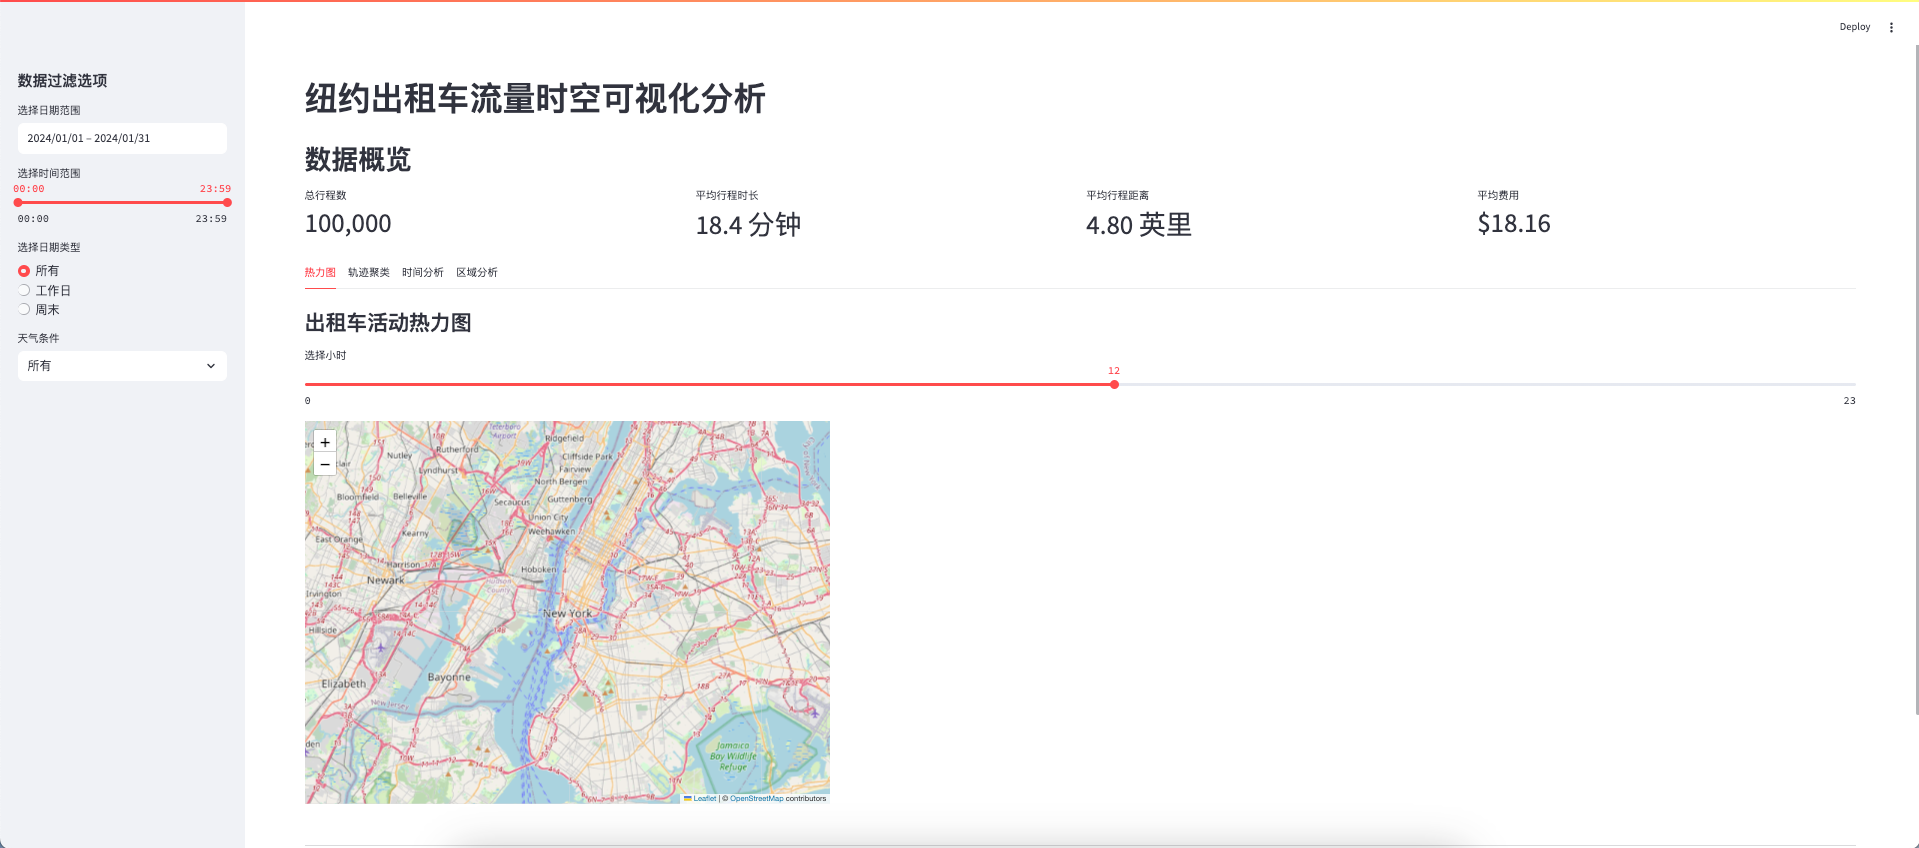 Deploy
数据过滤选项
选择日期范围
2024/01/01 – 2024/01/31
选择时间范围
00:00 23:59
00:00 23:59
选择日期类型
所有
工作日
周末
天气条件
所有
纽约出租车流量时空可视化分析
数据概览
总行程数
100,000
平均行程时长
18.4 分钟
平均行程距离
4.80 英里
平均费用
$18.16
热力图 轨迹聚类 时间分析 区域分析
出租车活动热力图
选择小时
12
0 23
+
−
Teterboro
Airport
Ridgefield
Nutley
Rutherford
Cliffside Park
Lyndhurst
Fairview
North Bergen
Bloomfield
Belleville
Secaucus
Guttenberg
Union City
Weehawken
East Orange
Kearny
Harrison
Hoboken
Newark
Hudson
County
Irvington
New York
Hillside
Elizabeth
Bayonne
New Jersey
Jamaica
Bay Wildlife
Refuge
Leaflet | © OpenStreetMap contributors